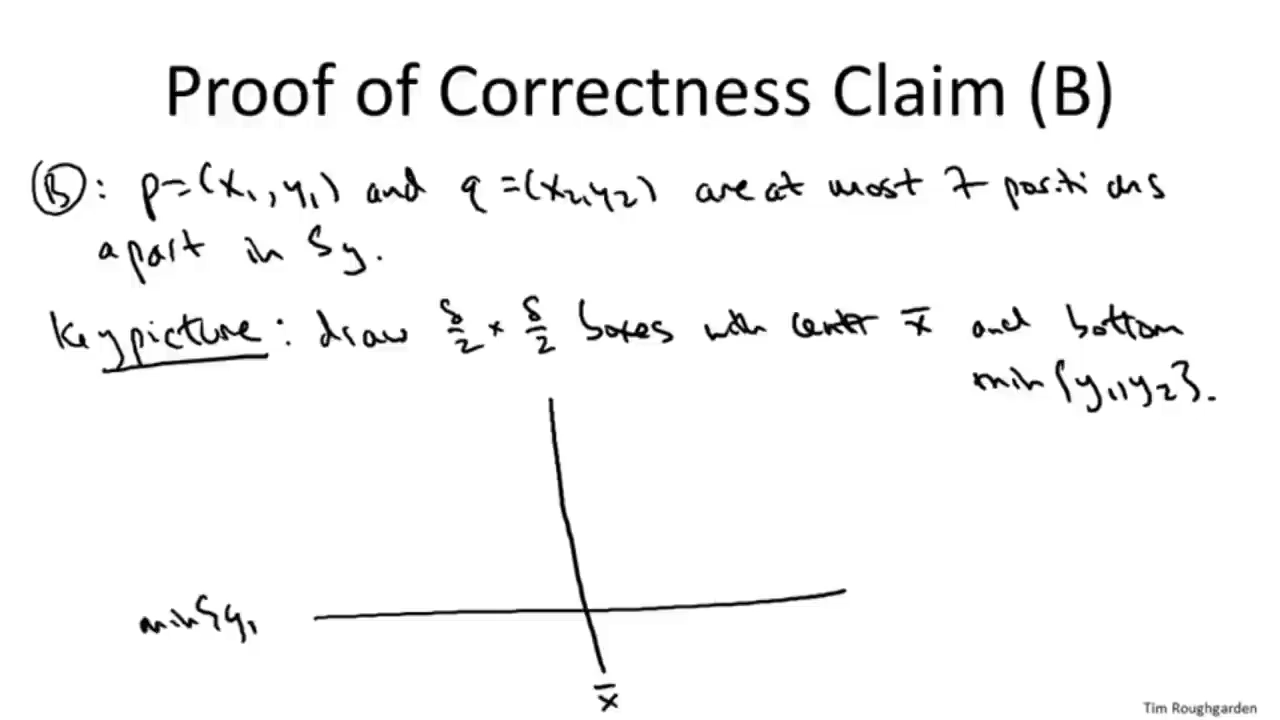 Proof of Correctness Claim (B)
(B): p=(x₁,y₁) and q=(x₂,y₂) are at most 7 positions
apart in Sy.
Key picture: draw δ/2 × δ/2 boxes with center x̄ and bottom
min{y₁,y₂}.
min{y₁
x̄
Tim Roughgarden